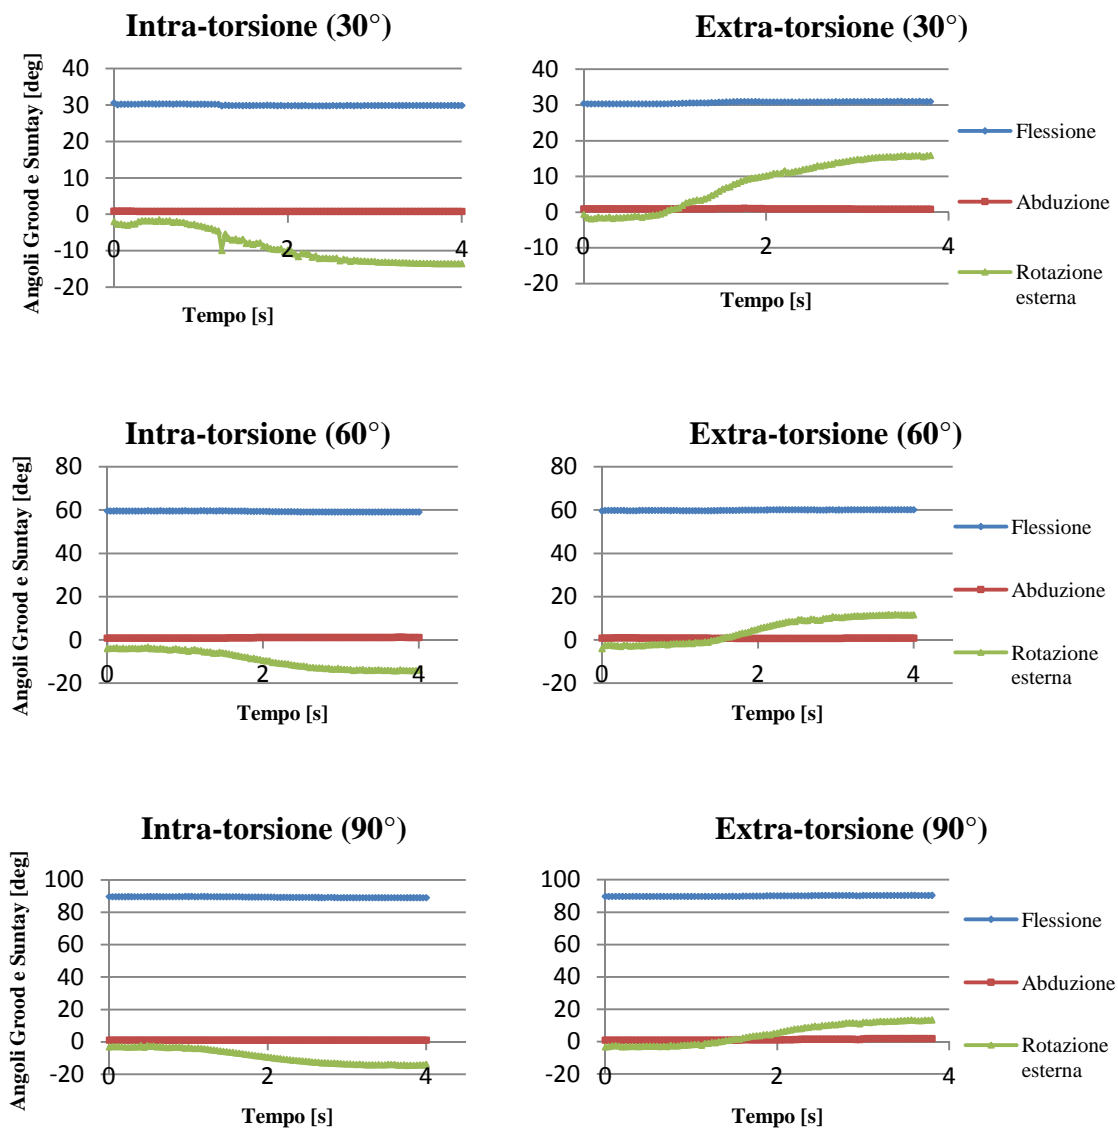 Intra-torsione (30°)
Extra-torsione (30°)
Angoli Grood e Suntay [deg]
40
30
20
10
0
-10
-20
0
2
4
Tempo [s]
40
30
20
10
0
-10
-20
0
2
4
Tempo [s]
Flessione
Abduzione
Rotazione
esterna
Intra-torsione (60°)
Extra-torsione (60°)
Angoli Grood e Suntay [deg]
80
60
40
20
0
-20
0
2
4
Tempo [s]
80
60
40
20
0
-20
0
2
4
Tempo [s]
Flessione
Abduzione
Rotazione
esterna
Intra-torsione (90°)
Extra-torsione (90°)
Angoli Grood e Suntay [deg]
100
80
60
40
20
0
-20
0
2
4
Tempo [s]
100
80
60
40
20
0
-20
0
2
4
Tempo [s]
Flessione
Abduzione
Rotazione
esterna